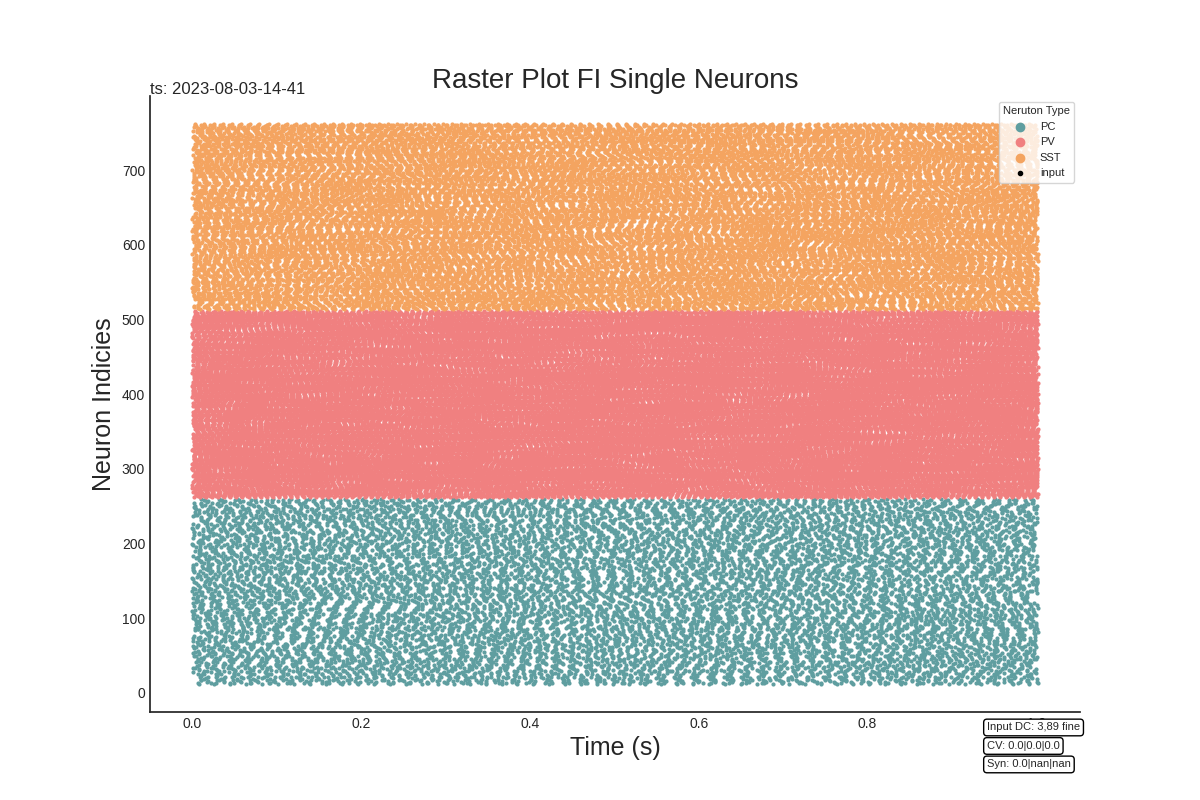 Raster Plot FI Single Neurons
ts: 2023-08-03-14-41
Neruton Type
PC
PV
SST
input
Neuron Indicies
700
600
500
400
300
200
100
0
0.0 0.2 0.4 0.6 0.8
Time (s)
Input DC: 3,89 fine
CV: 0.0|0.0|0.0
Syn: 0.0|nan|nan